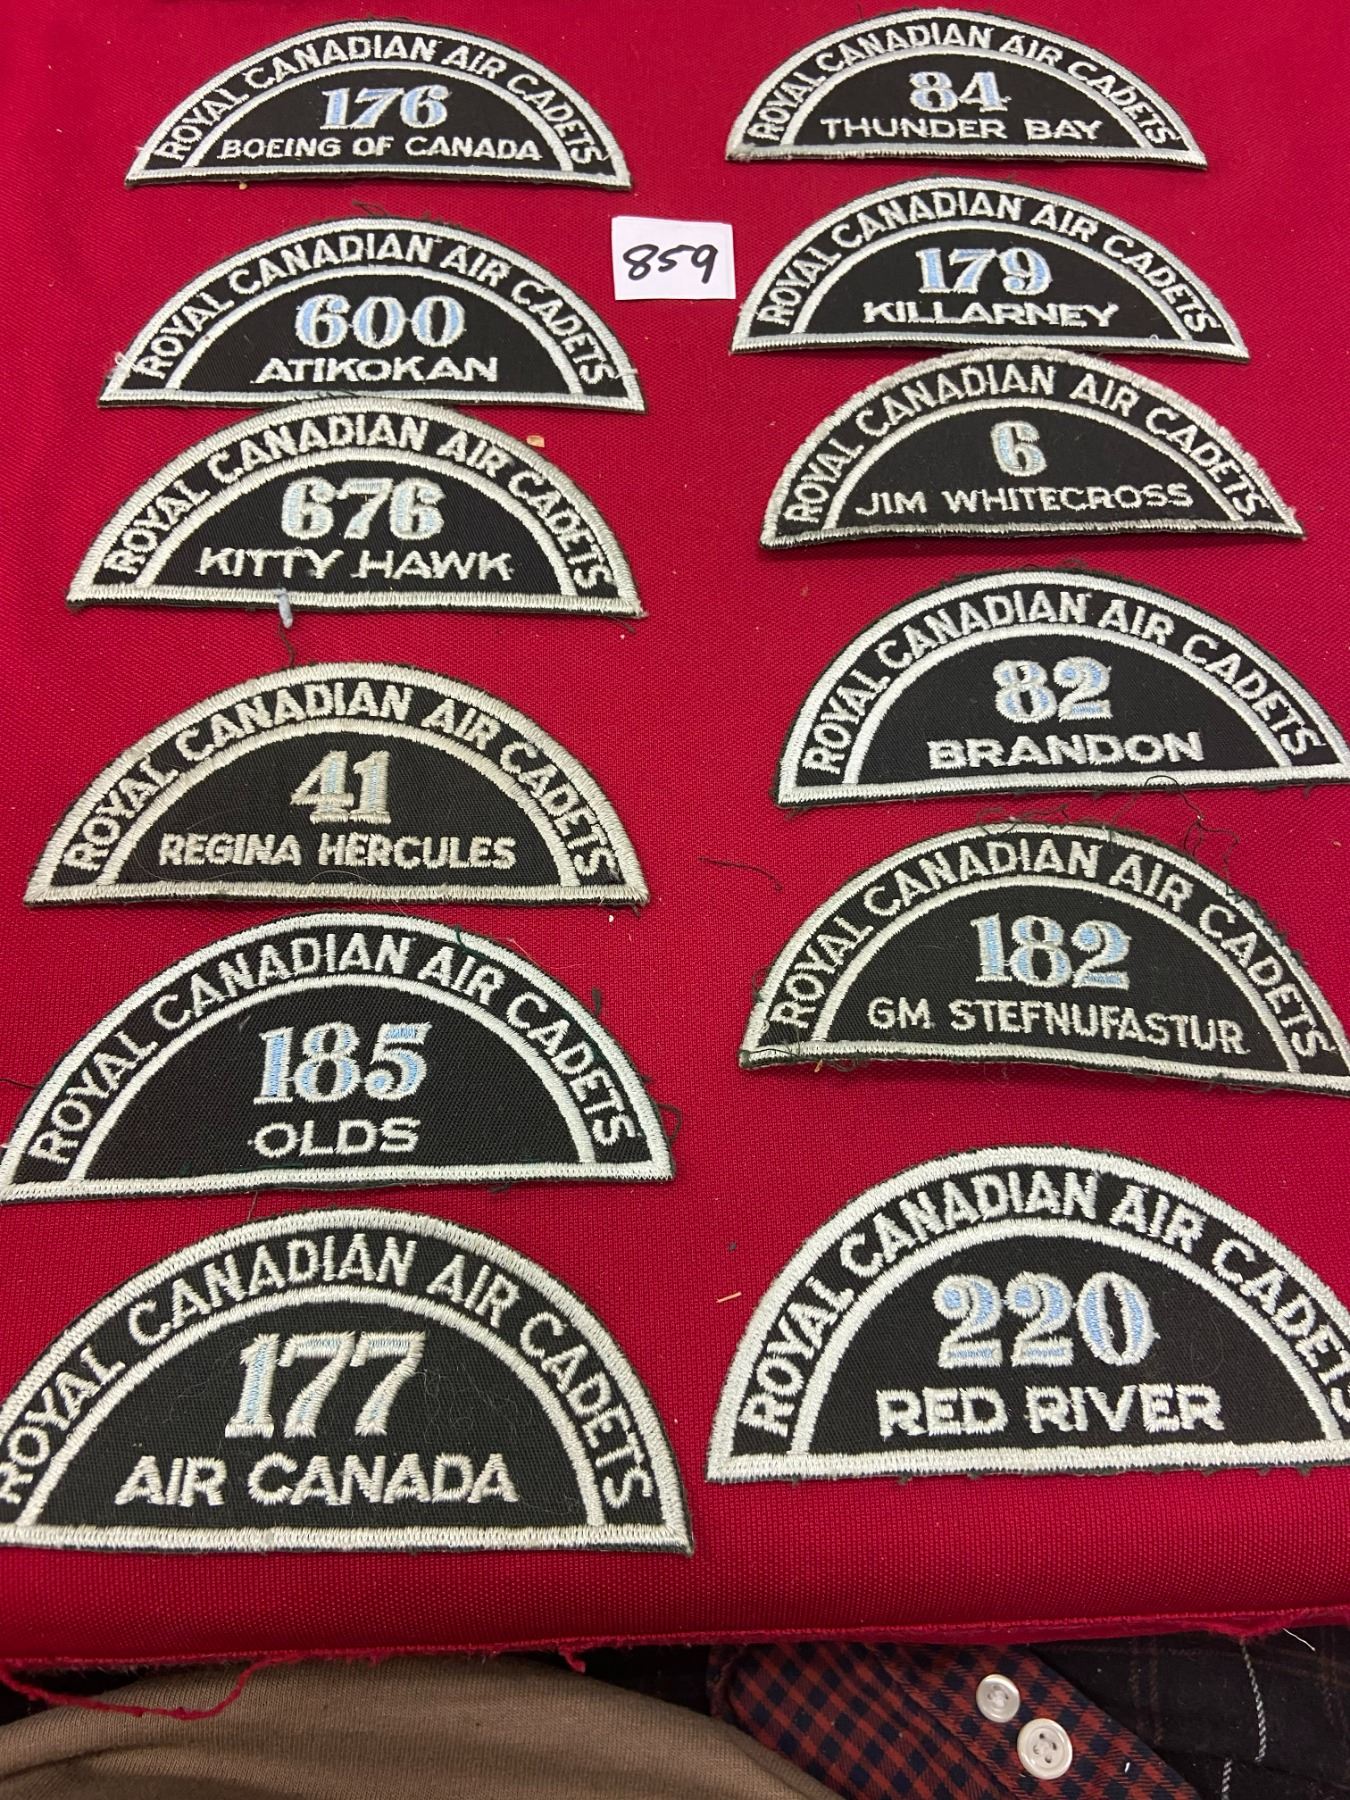 ROYAL CANADIAN AIR CADETS
176
BOEING OF CANADA
ROYAL CANADIAN AIR CADETS
84
THUNDER BAY
859
ROYAL CANADIAN AIR CADETS
600
ATIKOKAN
ROYAL CANADIAN AIR CADETS
179
KILLARNEY
ROYAL CANADIAN AIR CADETS
676
KITTY HAWK
ROYAL CANADIAN AIR CADETS
6
JIM WHITECROSS
ROYAL CANADIAN AIR CADETS
41
REGINA HERCULES
ROYAL CANADIAN AIR CADETS
82
BRANDON
ROYAL CANADIAN AIR CADETS
185
OLDS
ROYAL CANADIAN AIR CADETS
182
GM STEFNUFASTUR
ROYAL CANADIAN AIR CADETS
177
AIR CANADA
ROYAL CANADIAN AIR CADETS
220
RED RIVER